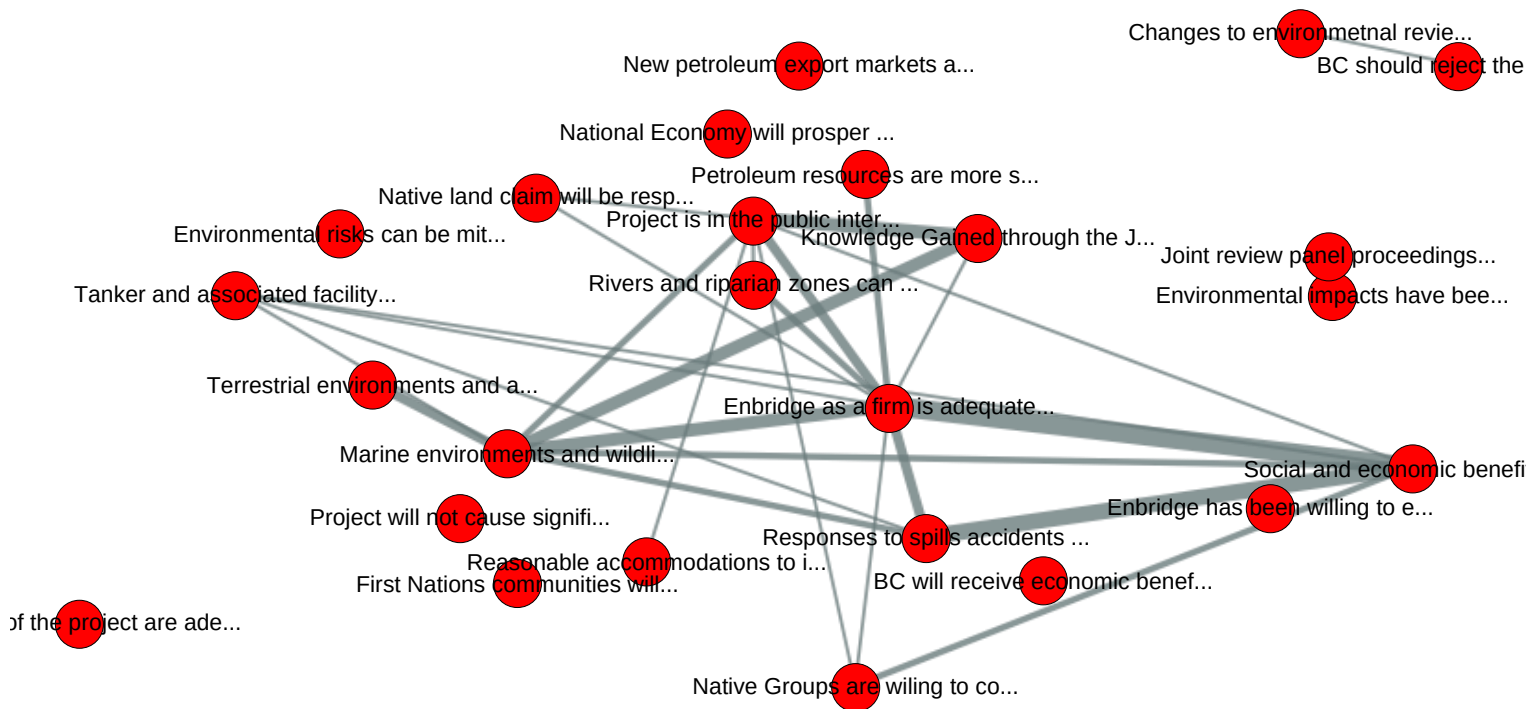 Changes to environmetnal revie...
BC should reject the
New petroleum export markets a...
National Economy will prosper ...
Petroleum resources are more s...
Native land claim will be resp...
Project is in the public inter...
Environmental risks can be mit...
Knowledge Gained through the J...
Joint review panel proceedings...
Rivers and riparian zones can ...
Tanker and associated facility...
Environmental impacts have bee...
Terrestrial environments and a...
Enbridge as a firm is adequate...
Marine environments and wildli...
Social and economic benefi
Enbridge has been willing to e...
Project will not cause signifi...
Responses to spills accidents ...
Reasonable accommodations to i...
First Nations communities will...
BC will receive economic benef...
of the project are ade...
Native Groups are wiling to co...